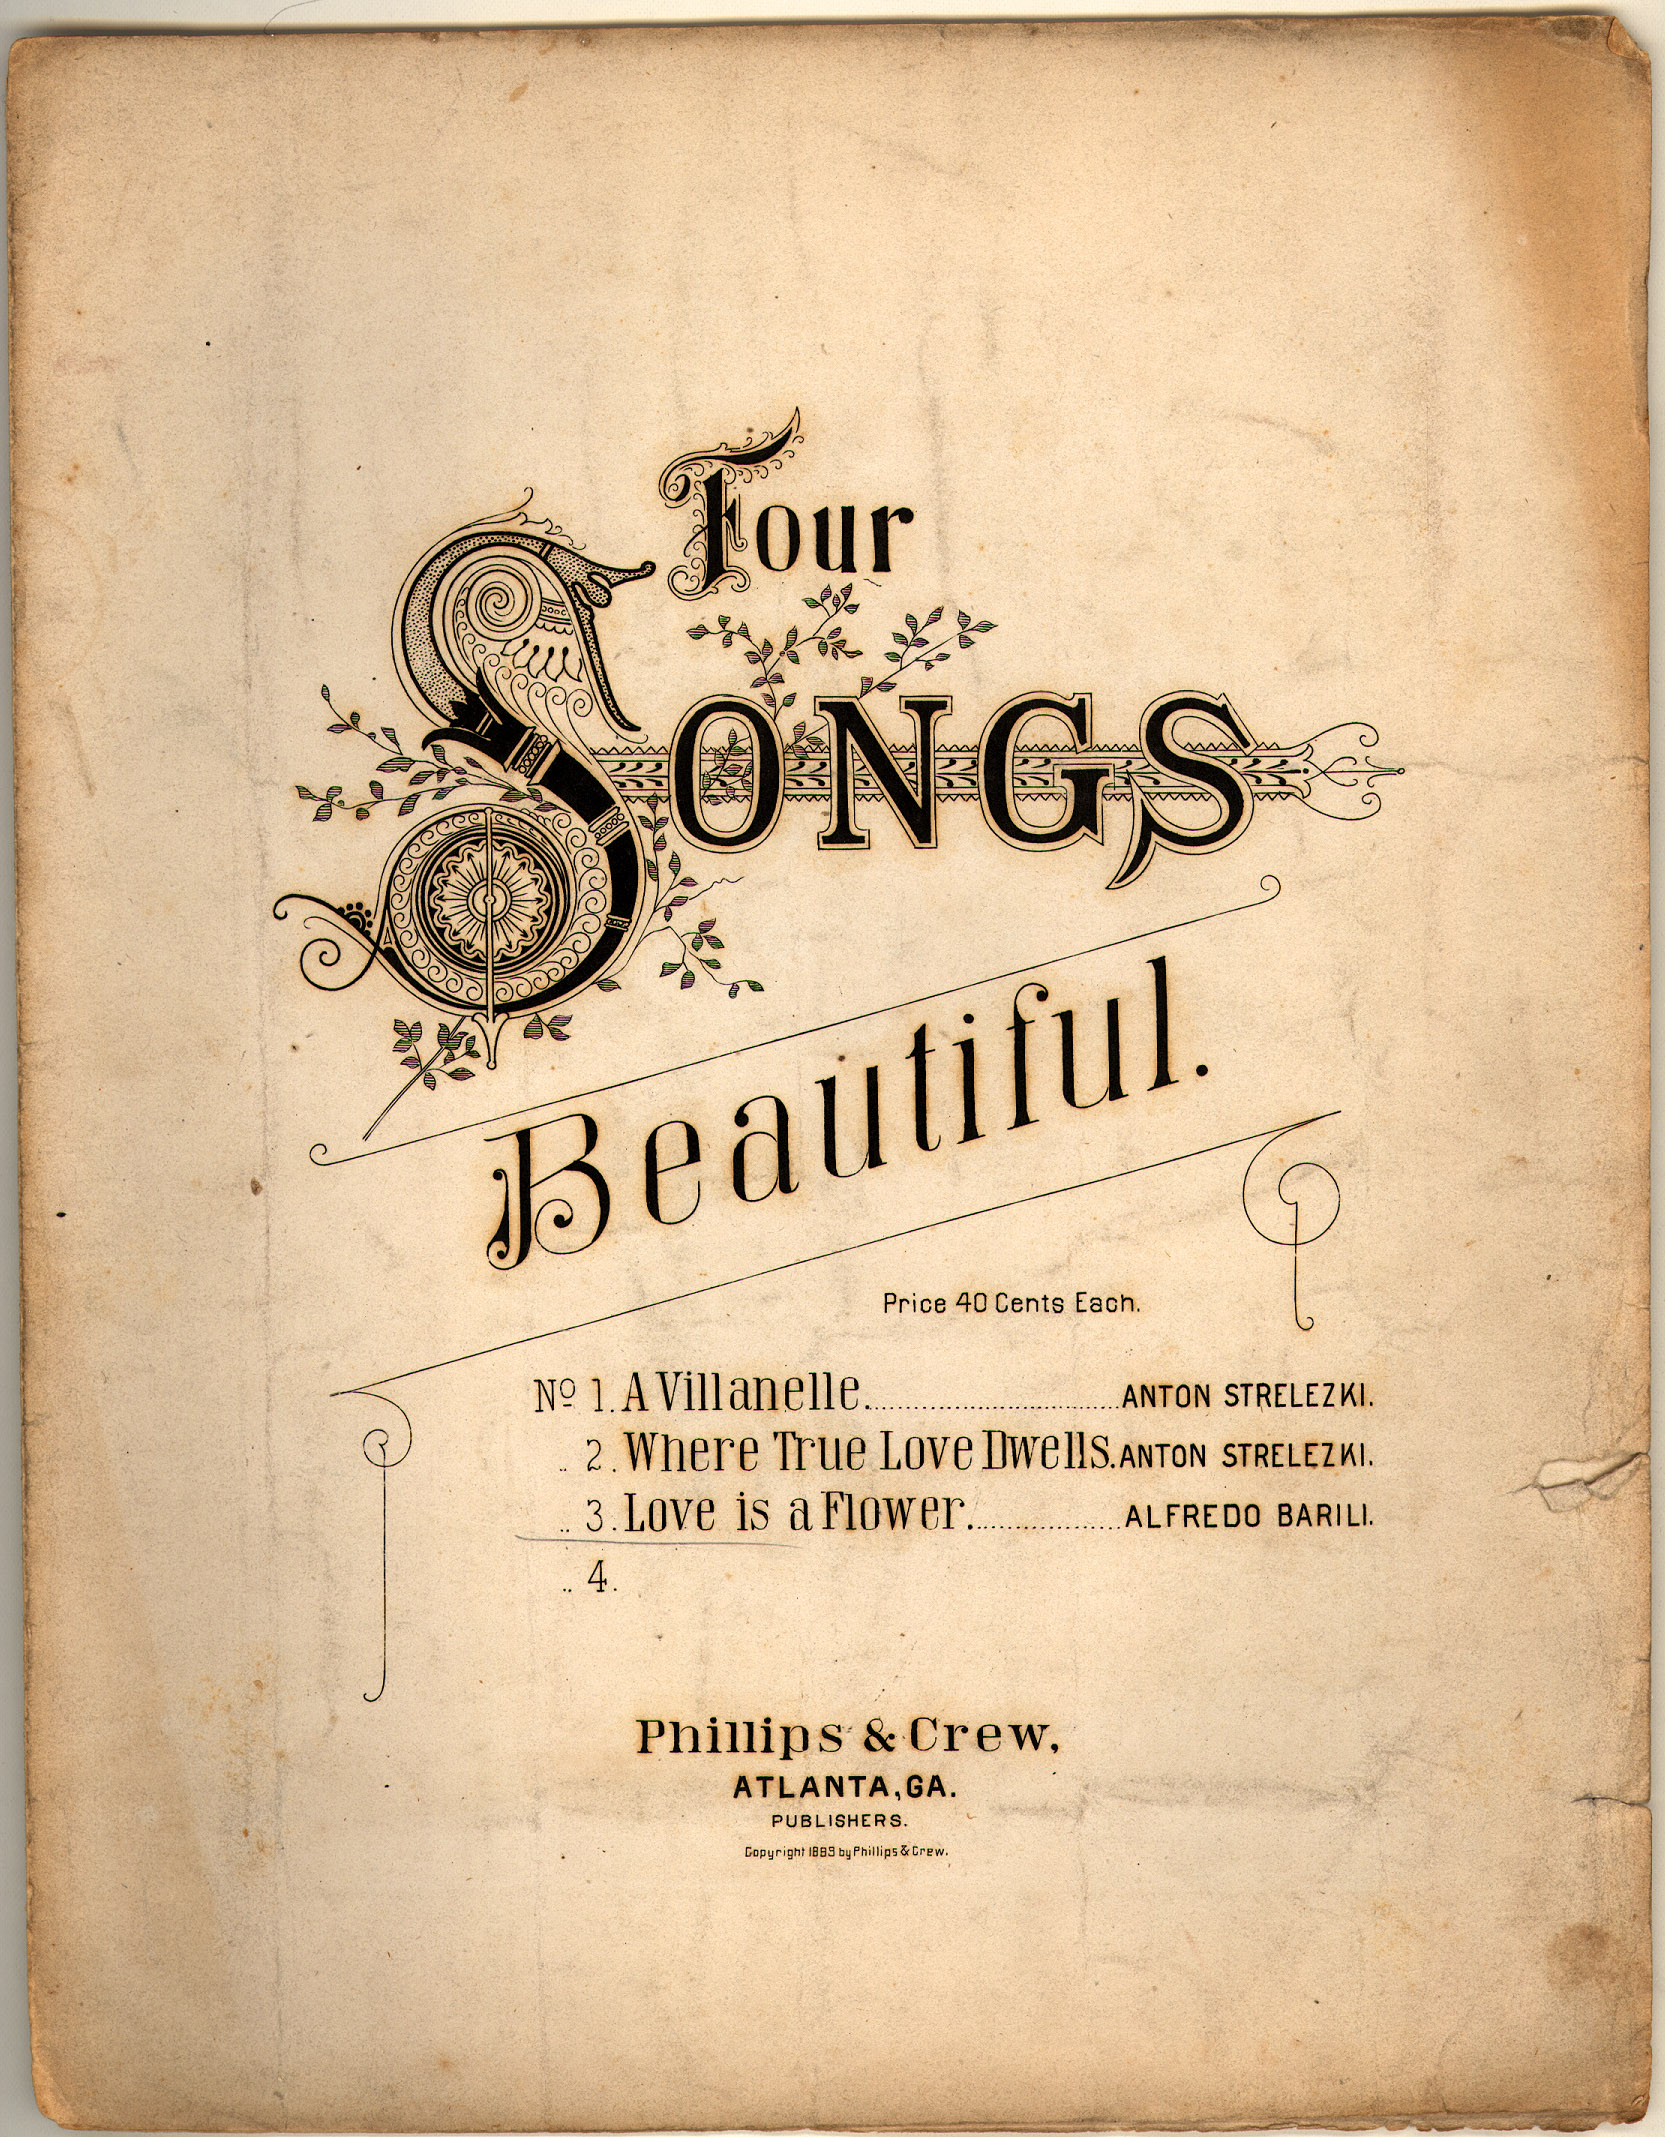 Four
SONGS
Beautiful.
Price 40 Cents Each.
No 1. A Villanelle. ANTON STRELEZKI.
.. 2. Where True Love Dwells. ANTON STRELEZKI.
.. 3. Love is a Flower. ALFREDO BARILI.
.. 4.
Phillips & Crew,
ATLANTA, GA.
PUBLISHERS.
Copyright 1889 by Phillips & Crew.